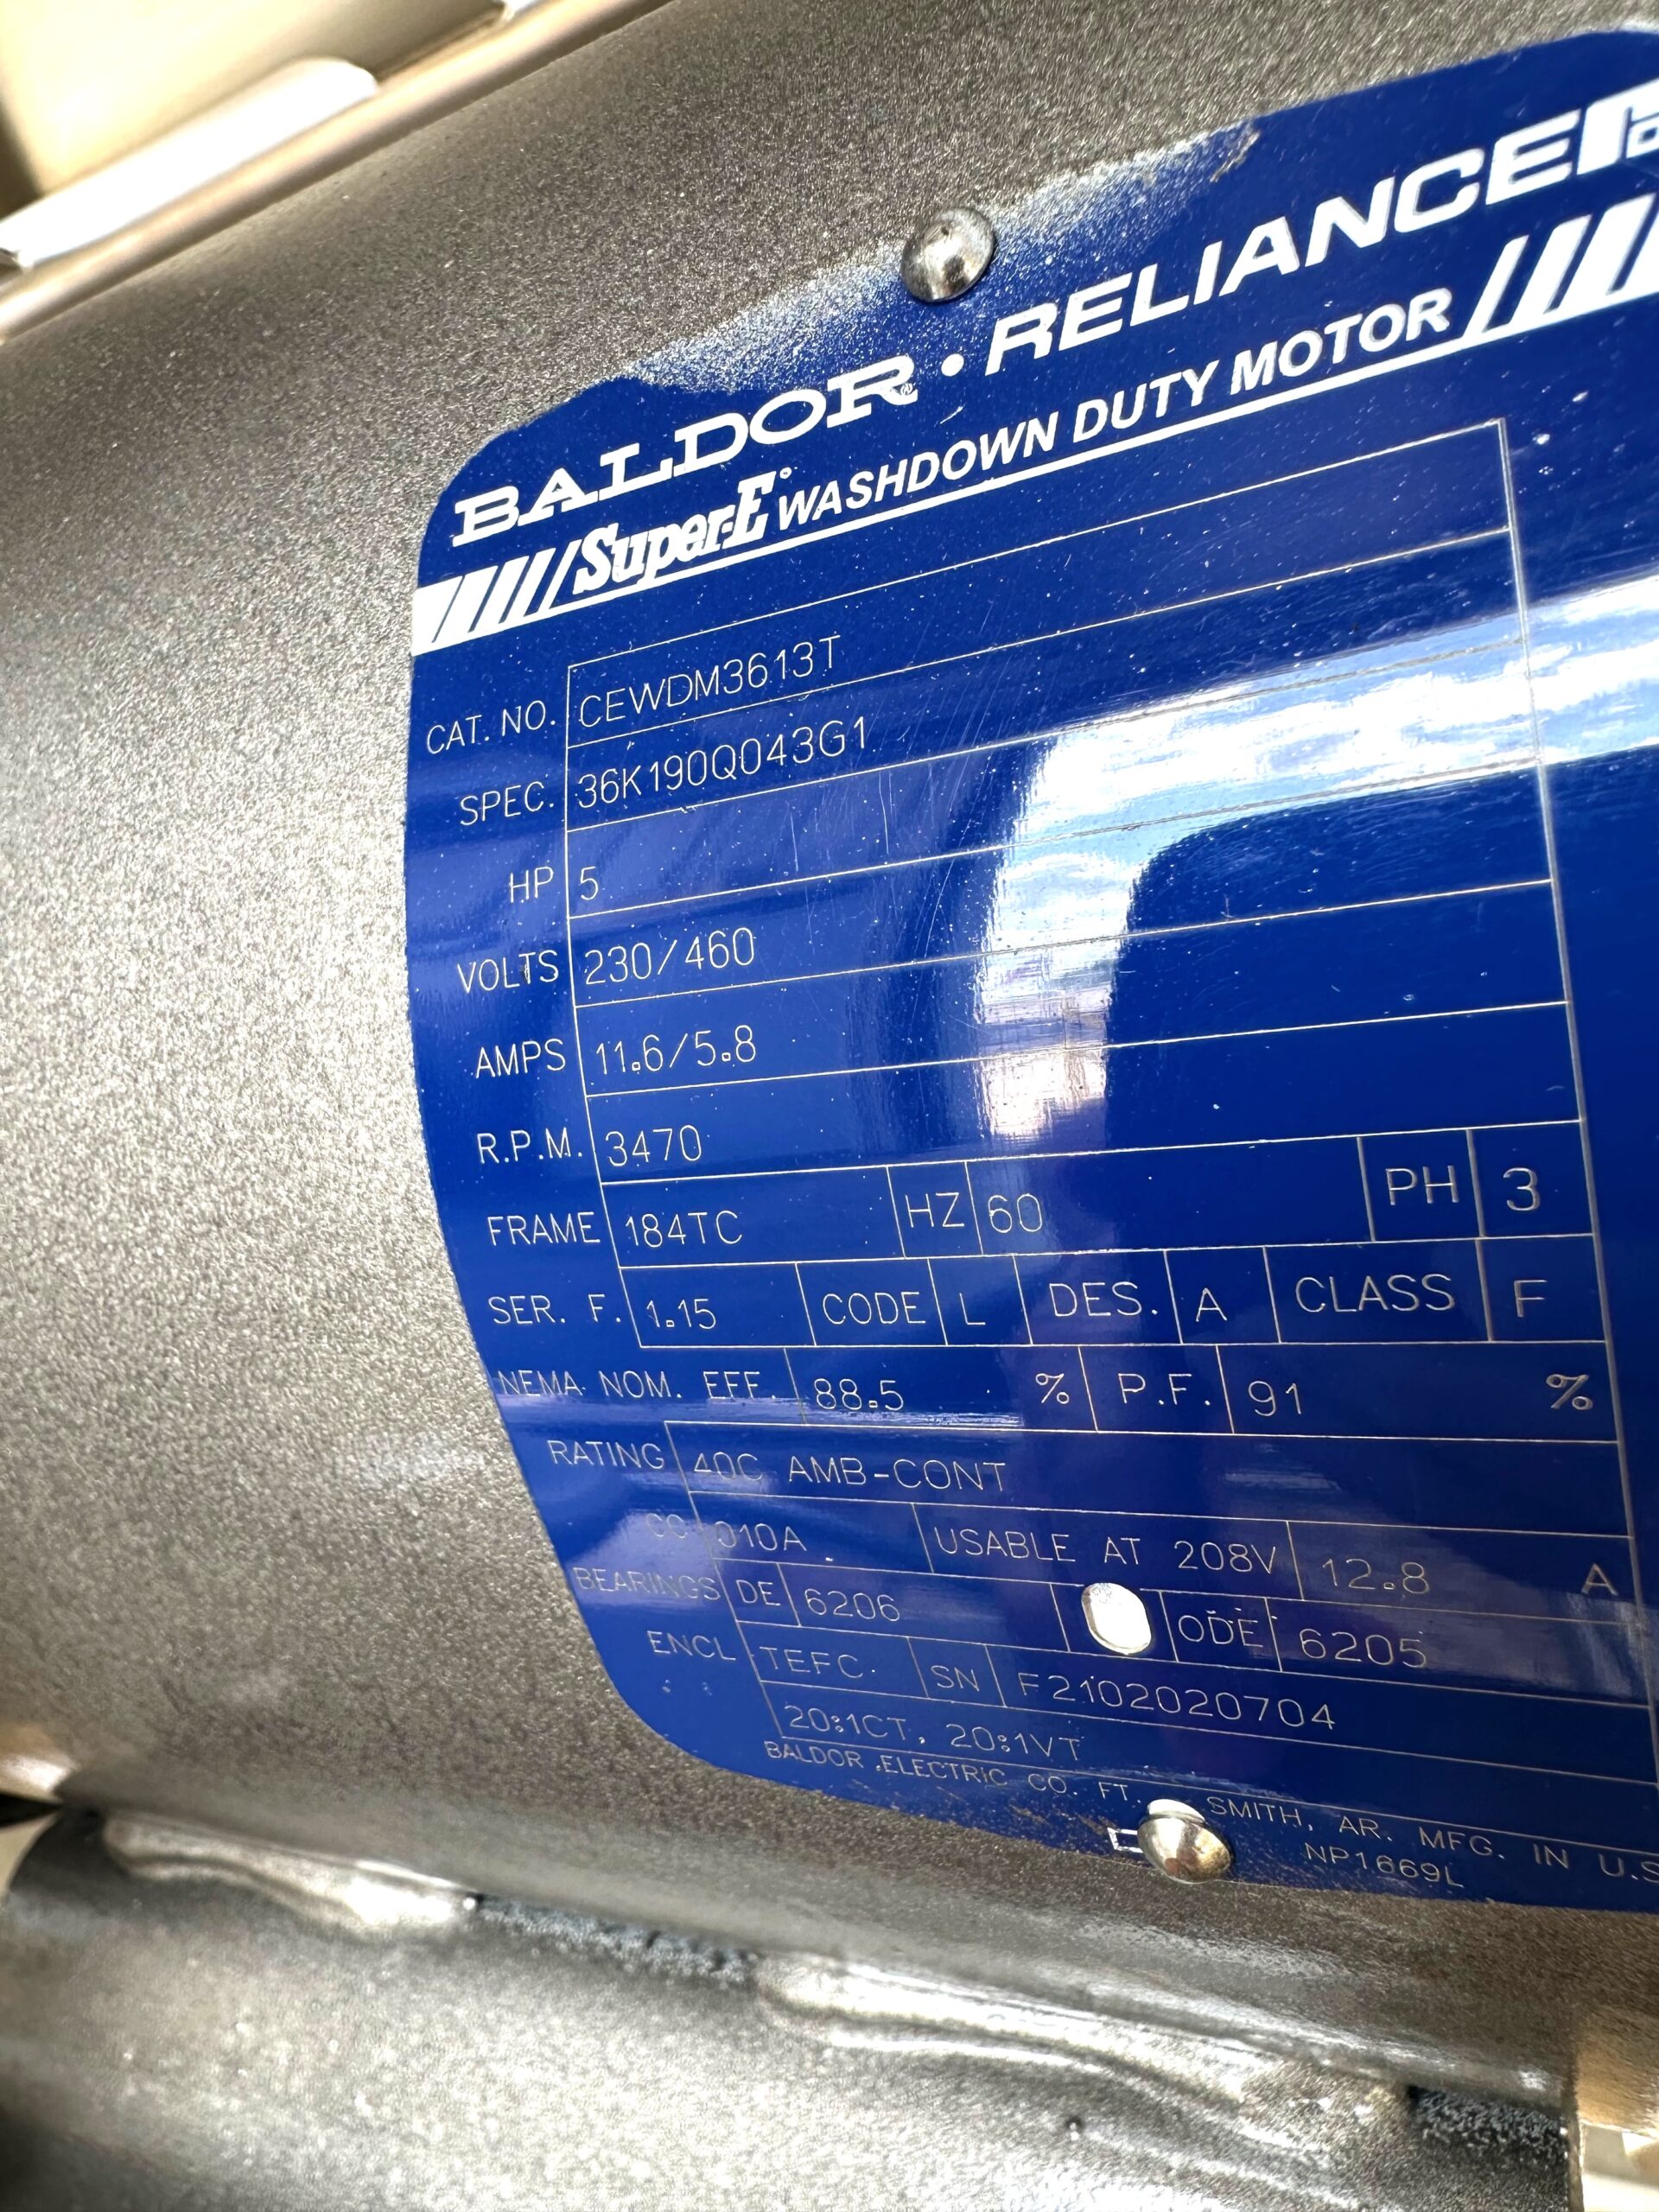 BALDOR® • RELIANCE
Super-E® WASHDOWN DUTY MOTOR
CAT. NO. CEWDM3613T
SPEC. 36K190Q043G1
HP 5
VOLTS 230/460
AMPS 11.6/5.8
R.P.M. 3470
FRAME 184TC HZ 60 PH 3
SER. F. 1.15 CODE L DES. A CLASS F
NEMA NOM. EFF. 88.5 % P.F. 91 %
RATING 40C AMB-CONT
CC 010A USABLE AT 208V 12.8 A
BEARINGS DE 6206 ODE 6205
ENCL TEFC SN F2102020704
20:1CT, 20:1VT
BALDOR ELECTRIC CO. FT. SMITH, AR. MFG. IN U.S
NP1669L